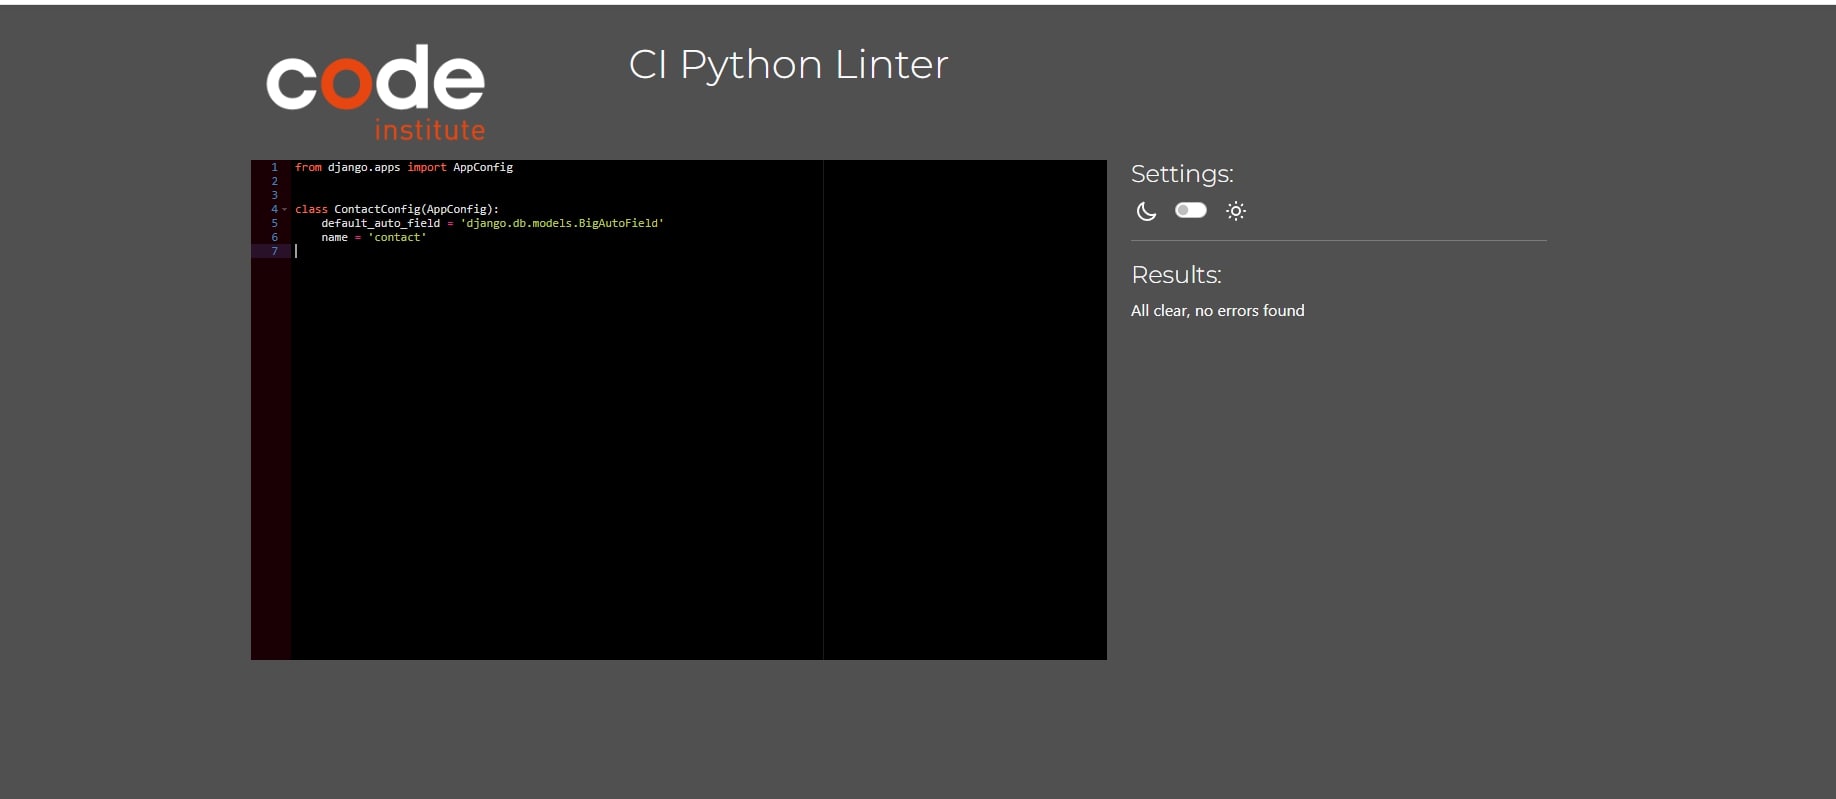 code
institute
CI Python Linter
1 from django.apps import AppConfig
2
3
4 class ContactConfig(AppConfig):
5     default_auto_field = 'django.db.models.BigAutoField'
6     name = 'contact'
7
Settings:
Results:
All clear, no errors found